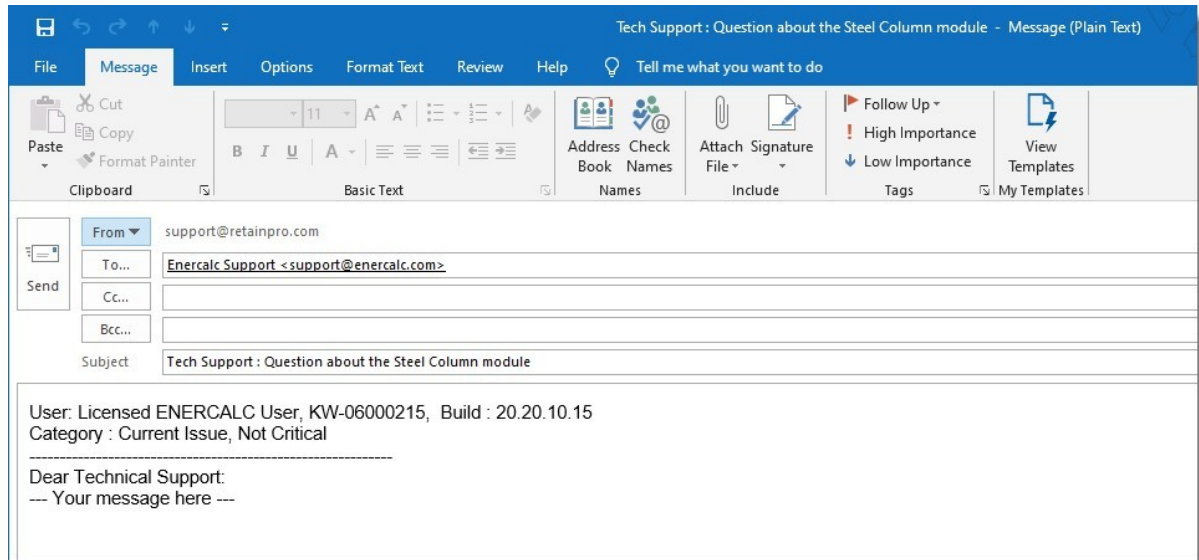 Tech Support : Question about the Steel Column module - Message (Plain Text)
File Message Insert Options Format Text Review Help Tell me what you want to do
Paste
Cut
Copy
Format Painter
Clipboard
11 A A
B I U A
Basic Text
Address Book
Check Names
Names
Attach File
Signature
Include
Follow Up
! High Importance
Low Importance
Tags
View Templates
My Templates
Send
From support@retainpro.com
To... Enercalc Support <support@enercalc.com>
Cc...
Bcc...
Subject Tech Support : Question about the Steel Column module
User: Licensed ENERCALC User, KW-06000215, Build : 20.20.10.15
Category : Current Issue, Not Critical
------------------------------------------------------------
Dear Technical Support:
--- Your message here ---